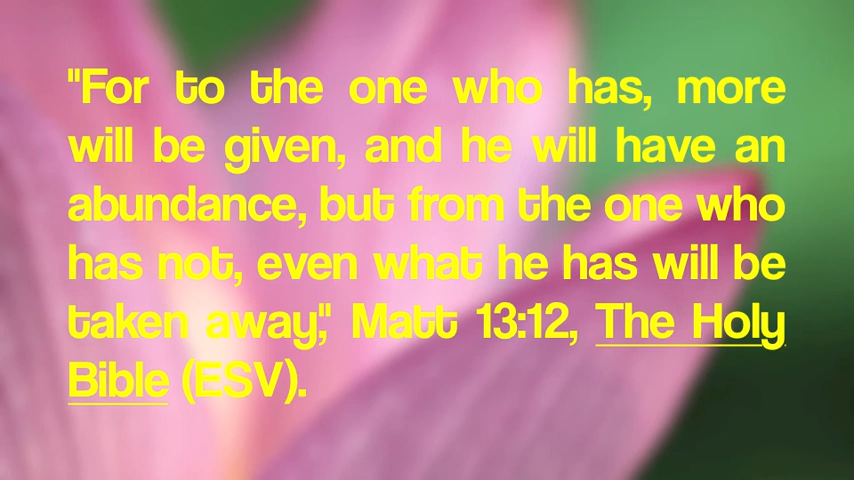 "For to the one who has, more
will be given, and he will have an
abundance, but from the one who
has not, even what he has will be
taken away," Matt 13:12, The Holy
Bible (ESV).